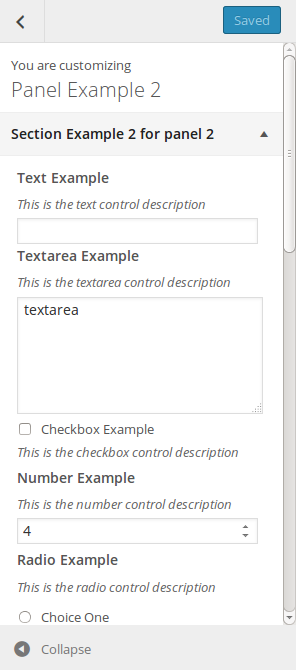 Saved
You are customizing
Panel Example 2
Section Example 2 for panel 2
Text Example
This is the text control description
Textarea Example
This is the textarea control description
textarea
Checkbox Example
This is the checkbox control description
Number Example
This is the number control description
4
Radio Example
This is the radio control description
Choice One
Collapse